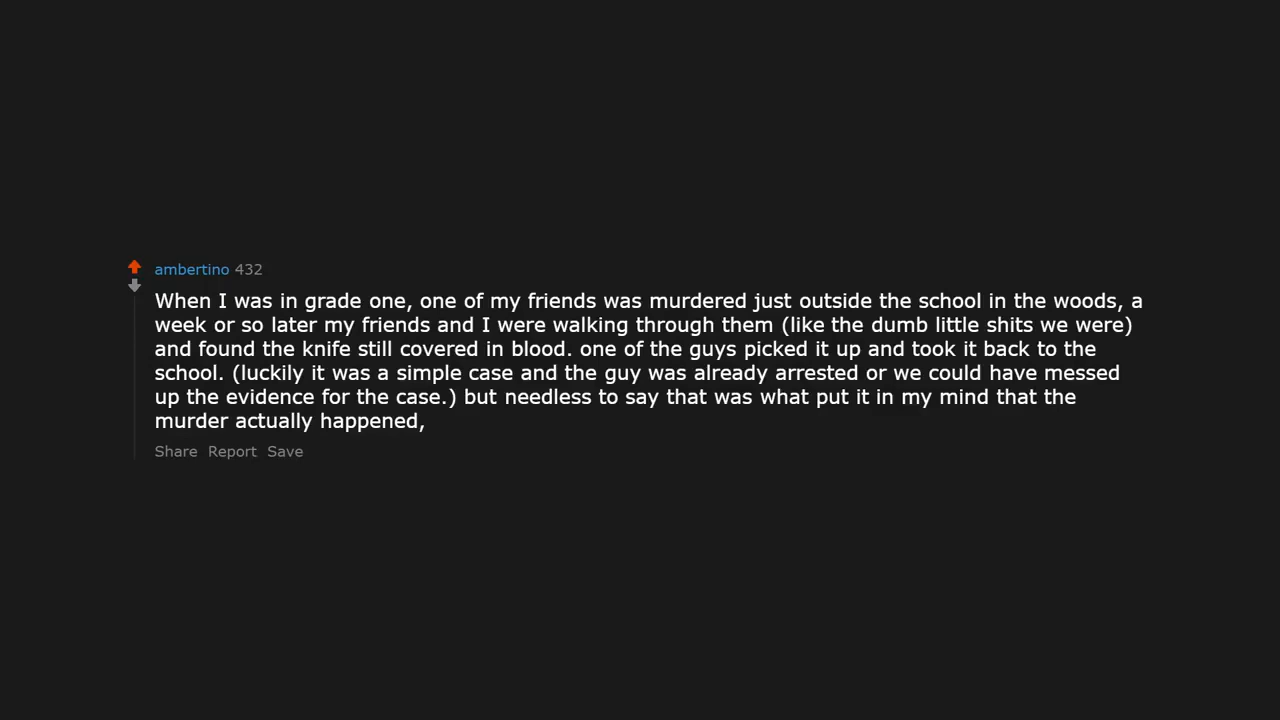 ambertino 432
When I was in grade one, one of my friends was murdered just outside the school in the woods, a
week or so later my friends and I were walking through them (like the dumb little shits we were)
and found the knife still covered in blood. one of the guys picked it up and took it back to the
school. (luckily it was a simple case and the guy was already arrested or we could have messed
up the evidence for the case.) but needless to say that was what put it in my mind that the
murder actually happened,
Share Report Save